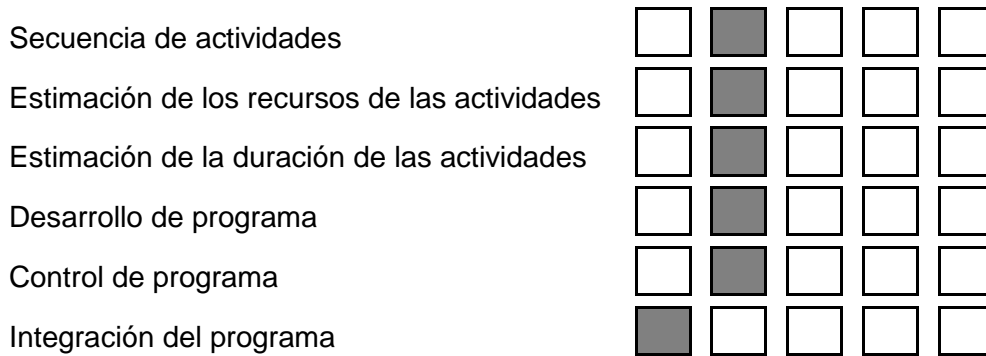 Secuencia de actividades
Estimación de los recursos de las actividades
Estimación de la duración de las actividades
Desarrollo de programa
Control de programa
Integración del programa